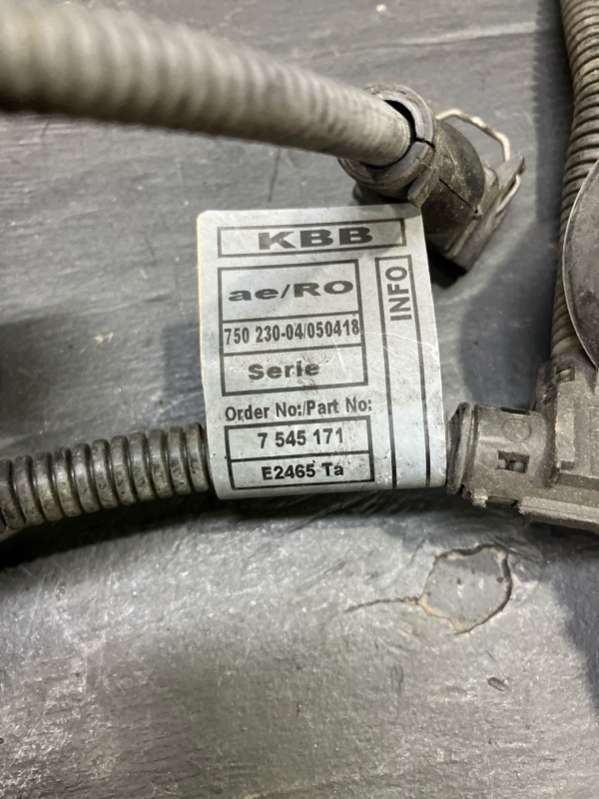 KBB
ae/RO
750 230-04/050418
Serie
INFO
Order No:/Part No:
7 545 171
E2465 Ta